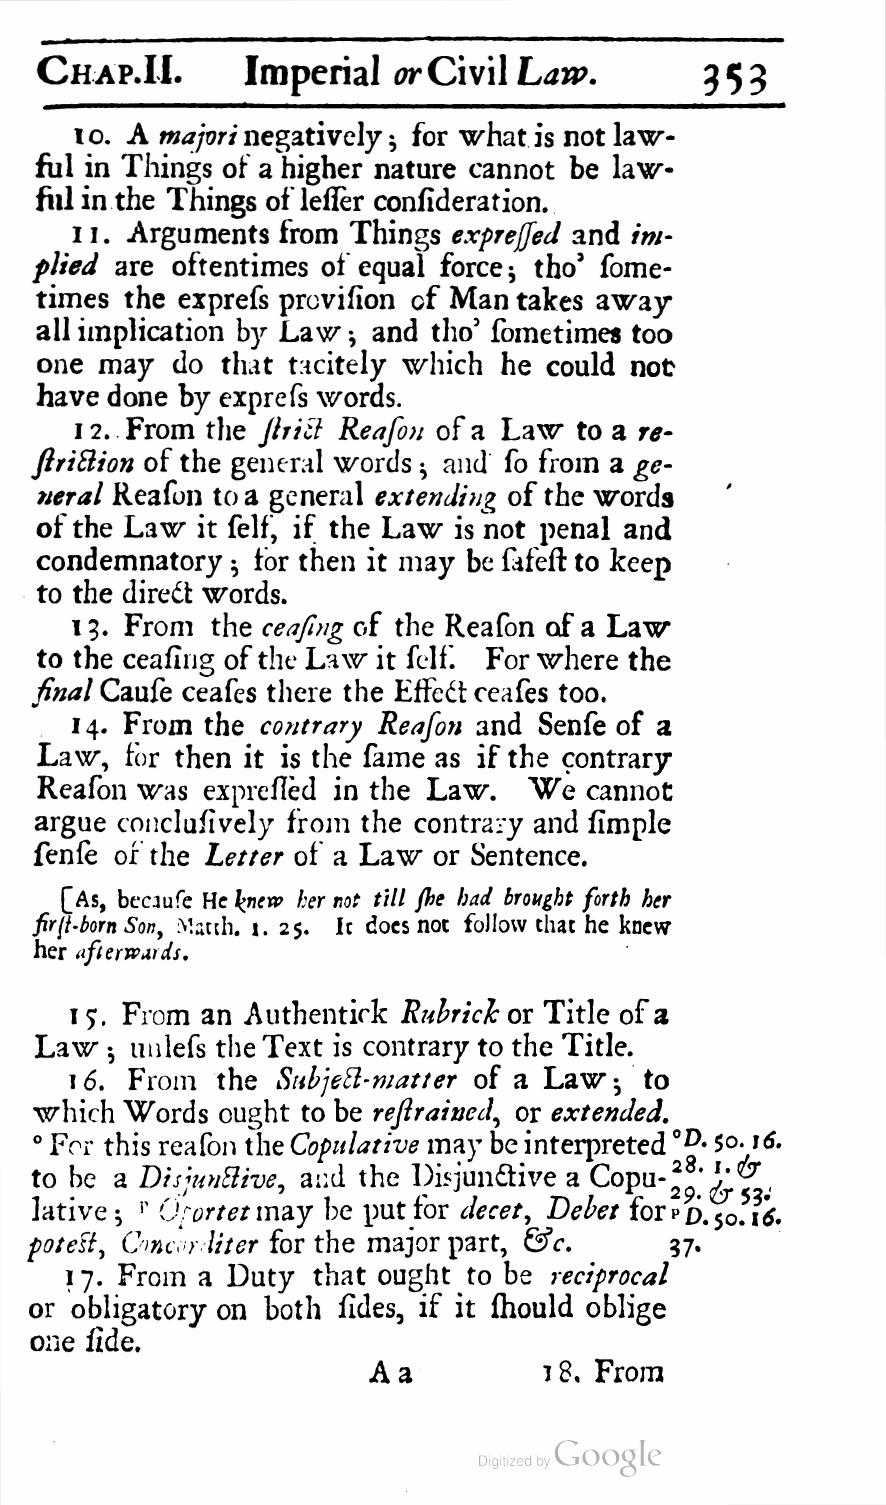 CHAP.II. Imperial or Civil Law. 353
10. A majori negatively; for what is not law-
ful in Things of a higher nature cannot be law-
ful in the Things of leſſer conſideration.
11. Arguments from Things expreſſed and im-
plied are oftentimes of equal force; tho' ſome-
times the expreſs proviſion of Man takes away
all implication by Law; and tho' ſometimes too
one may do that tacitely which he could not
have done by expreſs words.
12. From the ſtrict Reaſon of a Law to a re-
ſtriction of the general words; and ſo from a ge-
neral Reaſon to a general extending of the words
of the Law it ſelf, if the Law is not penal and
condemnatory; for then it may be ſafeſt to keep
to the direct words.
13. From the ceaſing of the Reaſon of a Law
to the ceaſing of the Law it ſelf. For where the
final Cauſe ceaſes there the Effect ceaſes too.
14. From the contrary Reaſon and Senſe of a
Law, for then it is the ſame as if the contrary
Reaſon was expreſſed in the Law. We cannot
argue concluſively from the contrary and ſimple
ſenſe of the Letter of a Law or Sentence.
[As, becauſe He knew her not till ſhe had brought forth her
firſt-born Son, Matth. 1. 25. It does not follow that he knew
her afterwards.
15. From an Authentick Rubrick or Title of a
Law; unleſs the Text is contrary to the Title.
16. From the Subject-matter of a Law; to
which Words ought to be reſtrained, or extended.
° For this reaſon the Copulative may be interpreted °D. 50. 16.
to be a Disjunctive, and the Disjunctive a Copu- 28. 1. &
29. & 53.
lative; p Oportet may be put for decet, Debet for p D. 50. 16.
poteſt, Concorditer for the major part, &c. 37.
17. From a Duty that ought to be reciprocal
or obligatory on both ſides, if it ſhould oblige
one ſide.
A a 18. From
Digitized by Google